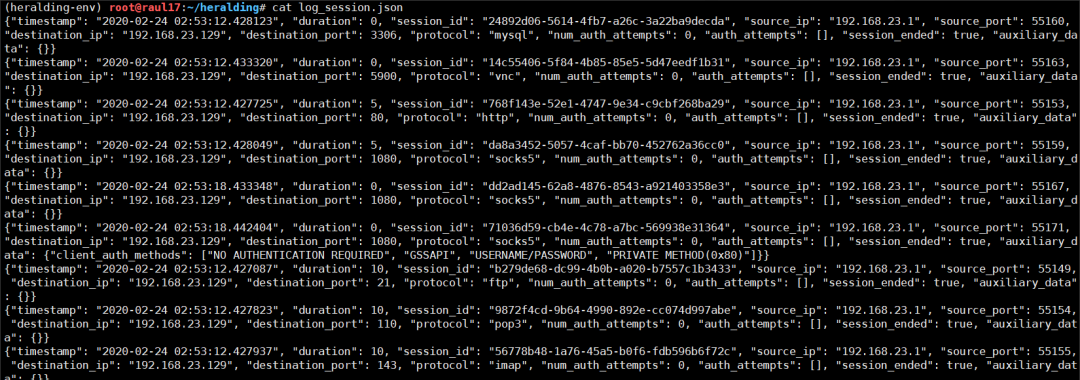 (heralding-env) root@raul17:~/heralding# cat log_session.json
{"timestamp": "2020-02-24 02:53:12.428123", "duration": 0, "session_id": "24892d06-5614-4fb7-a26c-3a22ba9decda", "source_ip": "192.168.23.1", "source_port": 55160,
"destination_ip": "192.168.23.129", "destination_port": 3306, "protocol": "mysql", "num_auth_attempts": 0, "auth_attempts": [], "session_ended": true, "auxiliary_da
ta": {}}
{"timestamp": "2020-02-24 02:53:12.433320", "duration": 0, "session_id": "14c55406-5f84-4b85-85e5-5d47eedf1b31", "source_ip": "192.168.23.1", "source_port": 55163,
"destination_ip": "192.168.23.129", "destination_port": 5900, "protocol": "vnc", "num_auth_attempts": 0, "auth_attempts": [], "session_ended": true, "auxiliary_data
": {}}
{"timestamp": "2020-02-24 02:53:12.427725", "duration": 5, "session_id": "768f143e-52e1-4747-9e34-c9cbf268ba29", "source_ip": "192.168.23.1", "source_port": 55153,
"destination_ip": "192.168.23.129", "destination_port": 80, "protocol": "http", "num_auth_attempts": 0, "auth_attempts": [], "session_ended": true, "auxiliary_data"
: {}}
{"timestamp": "2020-02-24 02:53:12.428049", "duration": 5, "session_id": "da8a3452-5057-4caf-bb70-452762a36cc0", "source_ip": "192.168.23.1", "source_port": 55159,
"destination_ip": "192.168.23.129", "destination_port": 1080, "protocol": "socks5", "num_auth_attempts": 0, "auth_attempts": [], "session_ended": true, "auxiliary_d
ata": {}}
{"timestamp": "2020-02-24 02:53:18.433348", "duration": 0, "session_id": "dd2ad145-62a8-4876-8543-a921403358e3", "source_ip": "192.168.23.1", "source_port": 55167,
"destination_ip": "192.168.23.129", "destination_port": 1080, "protocol": "socks5", "num_auth_attempts": 0, "auth_attempts": [], "session_ended": true, "auxiliary_d
ata": {}}
{"timestamp": "2020-02-24 02:53:18.442404", "duration": 0, "session_id": "71036d59-cb4e-4c78-a7bc-569938e31364", "source_ip": "192.168.23.1", "source_port": 55171,
"destination_ip": "192.168.23.129", "destination_port": 1080, "protocol": "socks5", "num_auth_attempts": 0, "auth_attempts": [], "session_ended": true, "auxiliary_d
ata": {"client_auth_methods": ["NO AUTHENTICATION REQUIRED", "GSSAPI", "USERNAME/PASSWORD", "PRIVATE METHOD(0x80)"]}}
{"timestamp": "2020-02-24 02:53:12.427087", "duration": 10, "session_id": "b279de68-dc99-4b0b-a020-b7557c1b3433", "source_ip": "192.168.23.1", "source_port": 55149,
"destination_ip": "192.168.23.129", "destination_port": 21, "protocol": "ftp", "num_auth_attempts": 0, "auth_attempts": [], "session_ended": true, "auxiliary_data"
: {}}
{"timestamp": "2020-02-24 02:53:12.427823", "duration": 10, "session_id": "9872f4cd-9b64-4990-892e-cc074d997abe", "source_ip": "192.168.23.1", "source_port": 55154,
"destination_ip": "192.168.23.129", "destination_port": 110, "protocol": "pop3", "num_auth_attempts": 0, "auth_attempts": [], "session_ended": true, "auxiliary_dat
a": {}}
{"timestamp": "2020-02-24 02:53:12.427937", "duration": 10, "session_id": "56778b48-1a76-45a5-b0f6-fdb596b6f72c", "source_ip": "192.168.23.1", "source_port": 55155,
"destination_ip": "192.168.23.129", "destination_port": 143, "protocol": "imap", "num_auth_attempts": 0, "auth_attempts": [], "session_ended": true, "auxiliary_dat
a": {}}